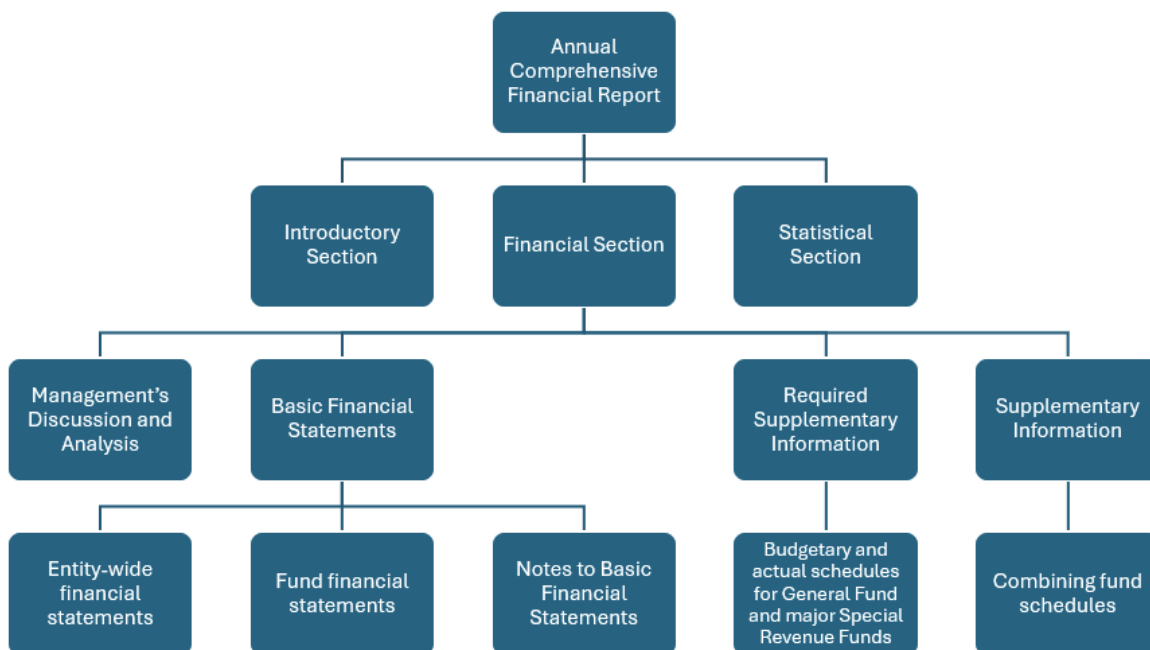 Annual
Comprehensive
Financial Report
Introductory
Section
Financial Section
Statistical
Section
Management’s
Discussion and
Analysis
Basic Financial
Statements
Required
Supplementary
Information
Supplementary
Information
Entity-wide
financial
statements
Fund financial
statements
Notes to Basic
Financial
Statements
Budgetary and
actual schedules
for General Fund
and major Special
Revenue Funds
Combining fund
schedules